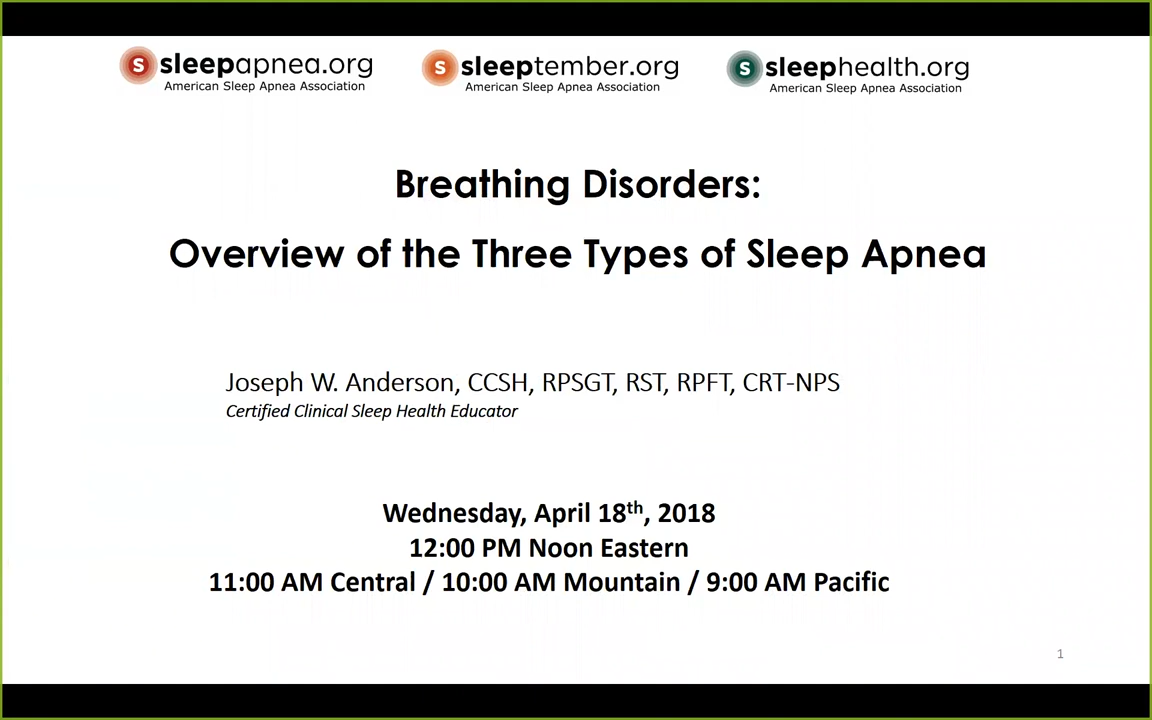 S sleepapnea.org S sleeptember.org S sleephealth.org
American Sleep Apnea Association American Sleep Apnea Association American Sleep Apnea Association
Breathing Disorders:
Overview of the Three Types of Sleep Apnea
Joseph W. Anderson, CCSH, RPSGT, RST, RPFT, CRT-NPS
Certified Clinical Sleep Health Educator
Wednesday, April 18th, 2018
12:00 PM Noon Eastern
11:00 AM Central / 10:00 AM Mountain / 9:00 AM Pacific
1